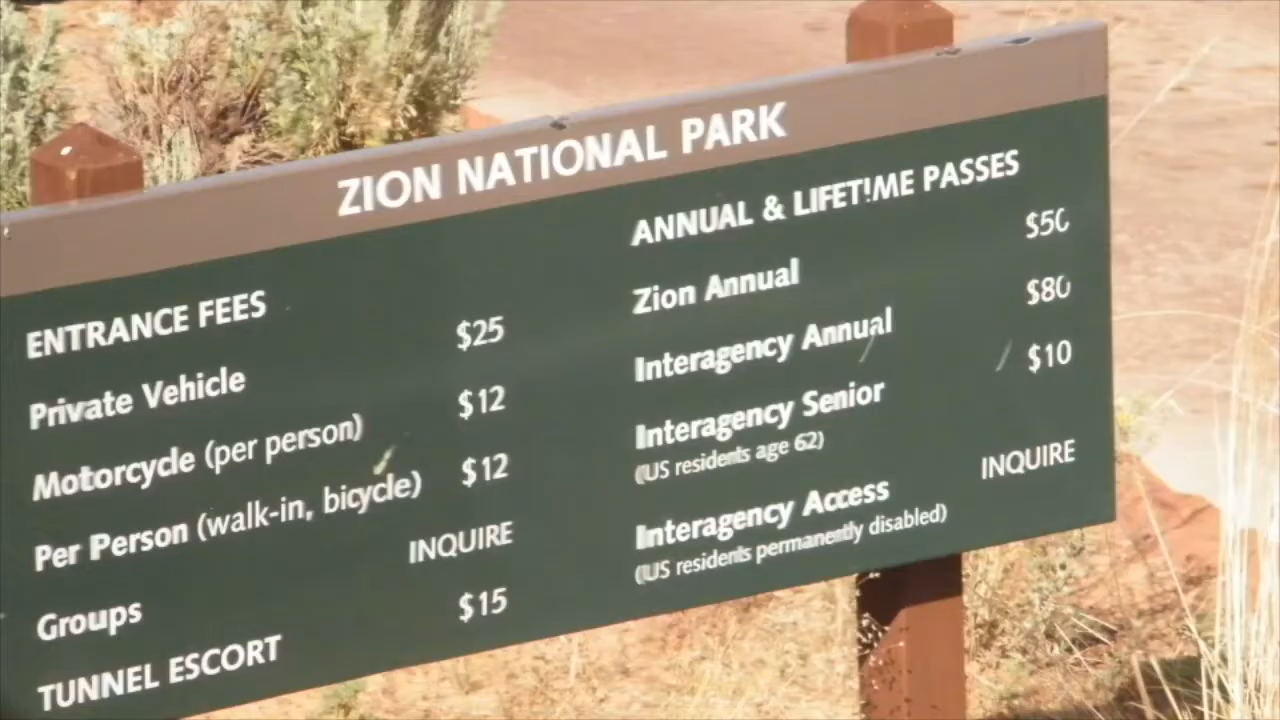 ZION NATIONAL PARK
ENTRANCE FEES
Private Vehicle $25
Motorcycle (per person) $12
Per Person (walk-in, bicycle) $12
Groups INQUIRE
TUNNEL ESCORT $15
ANNUAL & LIFETIME PASSES
Zion Annual $50
Interagency Annual $80
Interagency Senior $10
(US residents age 62)
Interagency Access INQUIRE
(US residents permanently disabled)